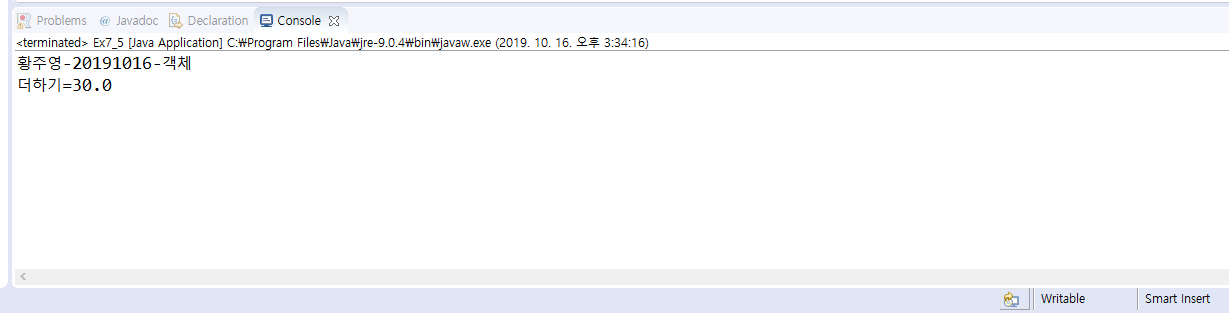 Problems @ Javadoc Declaration Console
<terminated> Ex7_5 [Java Application] C:₩Program Files₩Java₩jre-9.0.4₩bin₩javaw.exe (2019. 10. 16. 오후 3:34:16)
황주영-20191016-객체
더하기=30.0
Writable Smart Insert